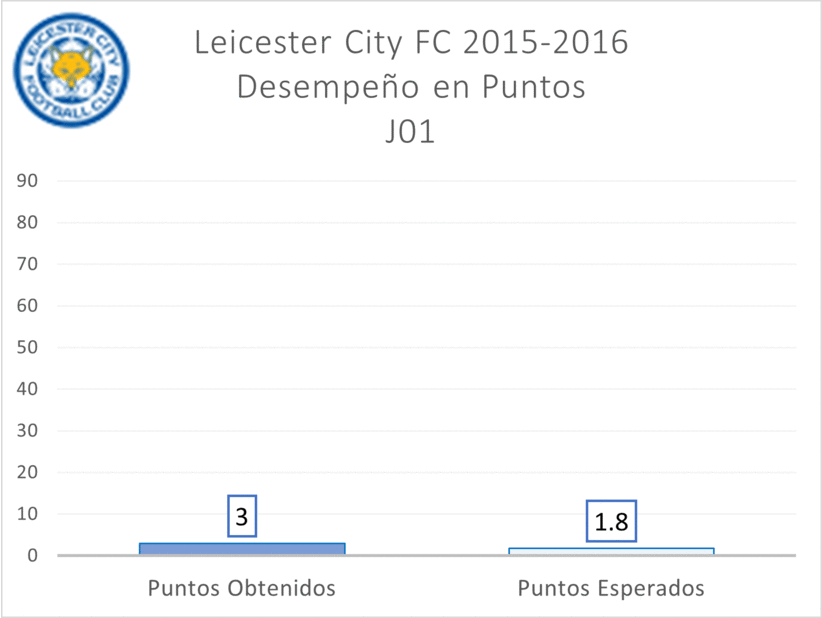 LEICESTER CITY
FOOTBALL CLUB
Leicester City FC 2015-2016
Desempeño en Puntos
J01
90
80
70
60
50
40
30
20
10
0
3
1.8
Puntos Obtenidos
Puntos Esperados